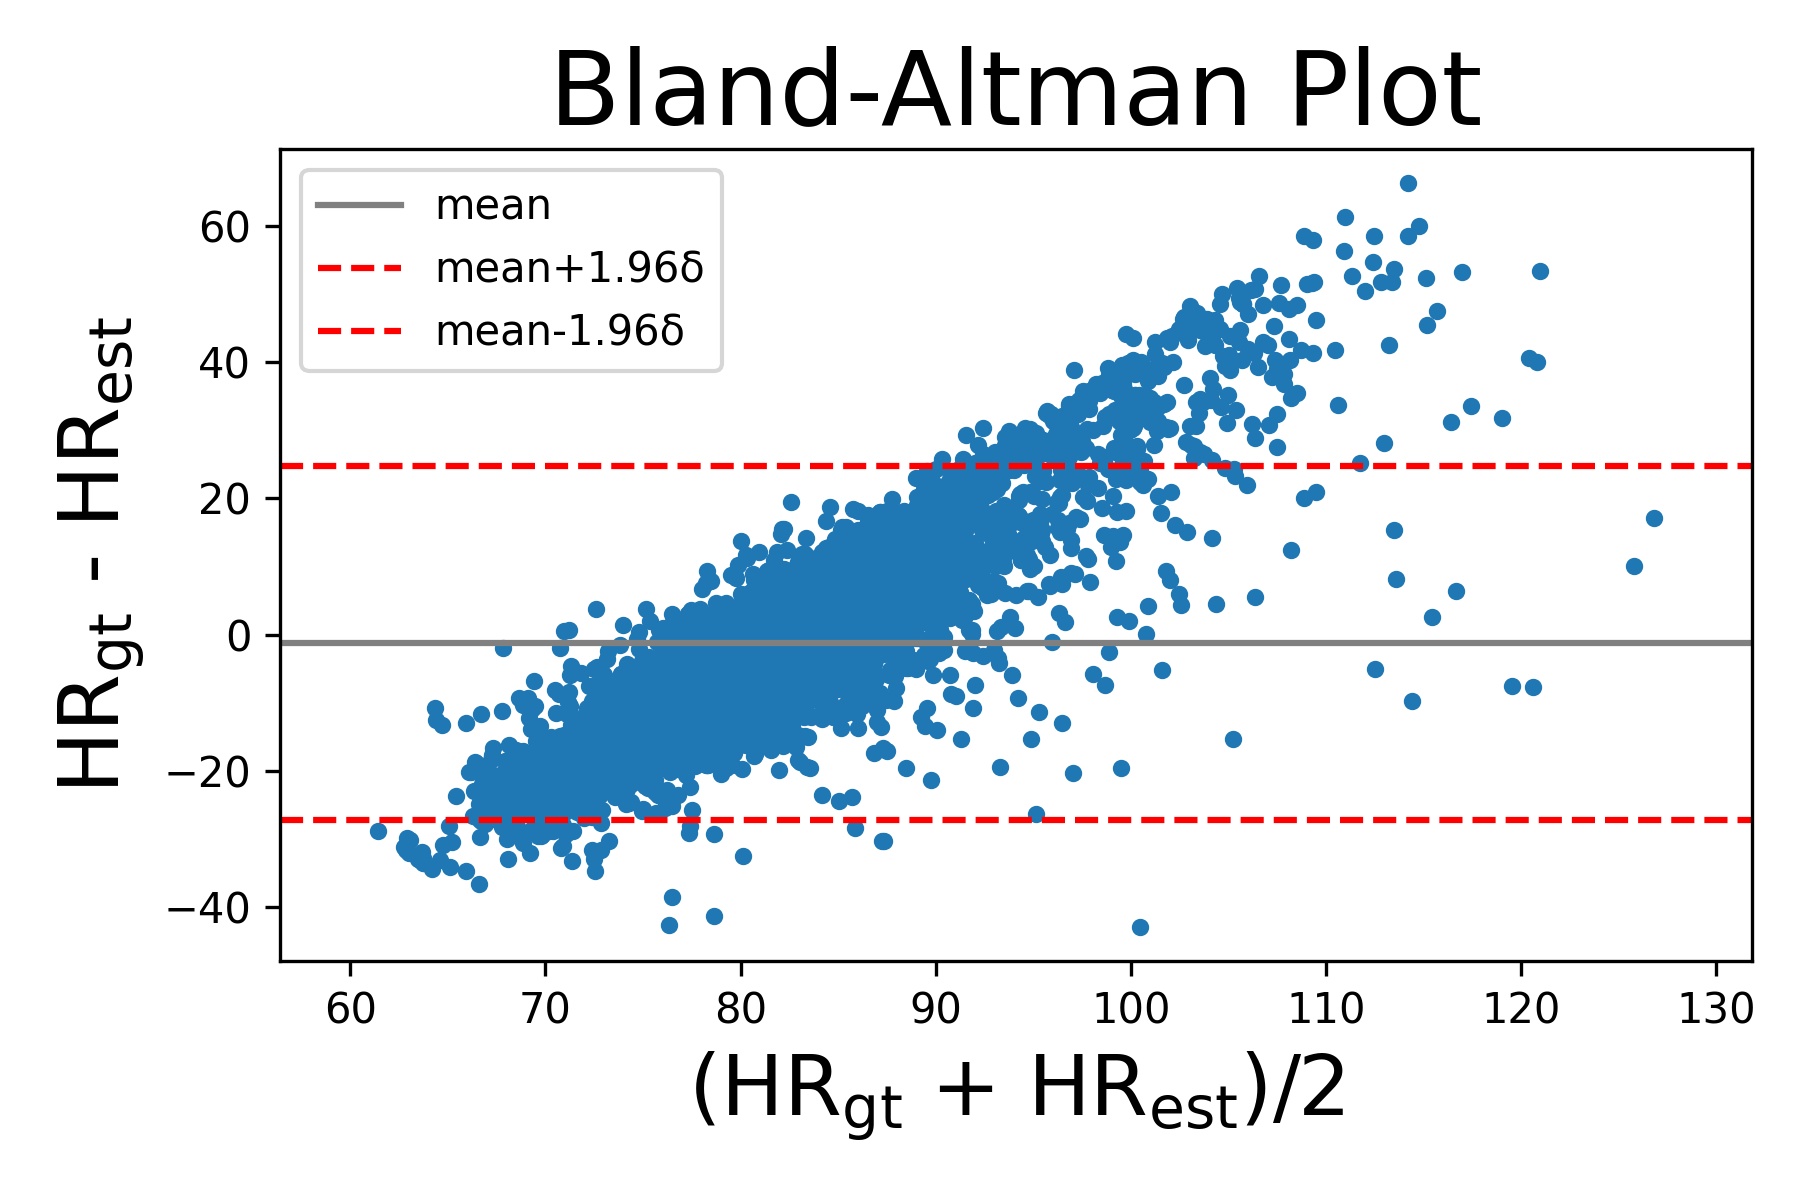 Bland-Altman Plot
mean
mean+1.96δ
mean-1.96δ
HRgt - HRest
60
40
20
0
−20
−40
60 70 80 90 100 110 120 130
(HRgt + HRest)/2